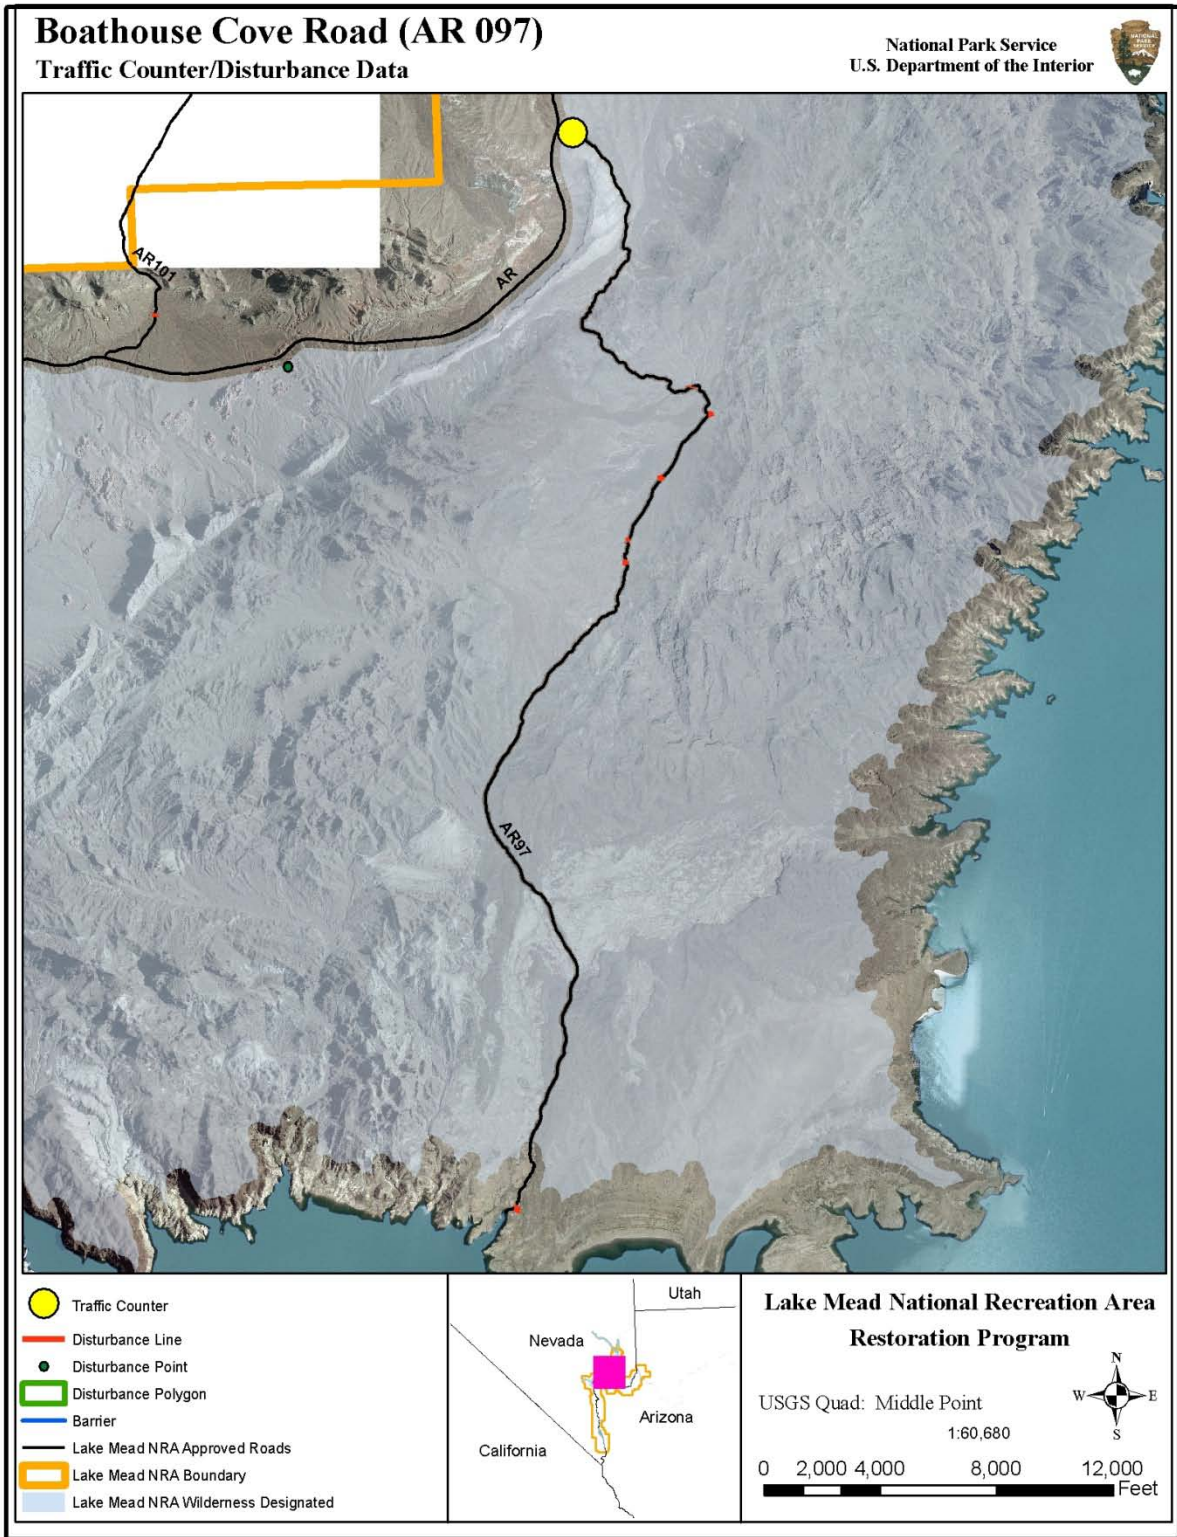 Boathouse Cove Road (AR 097)
Traffic Counter/Disturbance Data
National Park Service
U.S. Department of the Interior
NATIONAL
PARK
SERVICE
AR101
AR
AR97
Traffic Counter
Disturbance Line
Disturbance Point
Disturbance Polygon
Barrier
Lake Mead NRA Approved Roads
Lake Mead NRA Boundary
Lake Mead NRA Wilderness Designated
Utah
Nevada
Arizona
California
Lake Mead National Recreation Area
Restoration Program
N
W E
S
USGS Quad: Middle Point
1:60,680
0 2,000 4,000 8,000 12,000
Feet